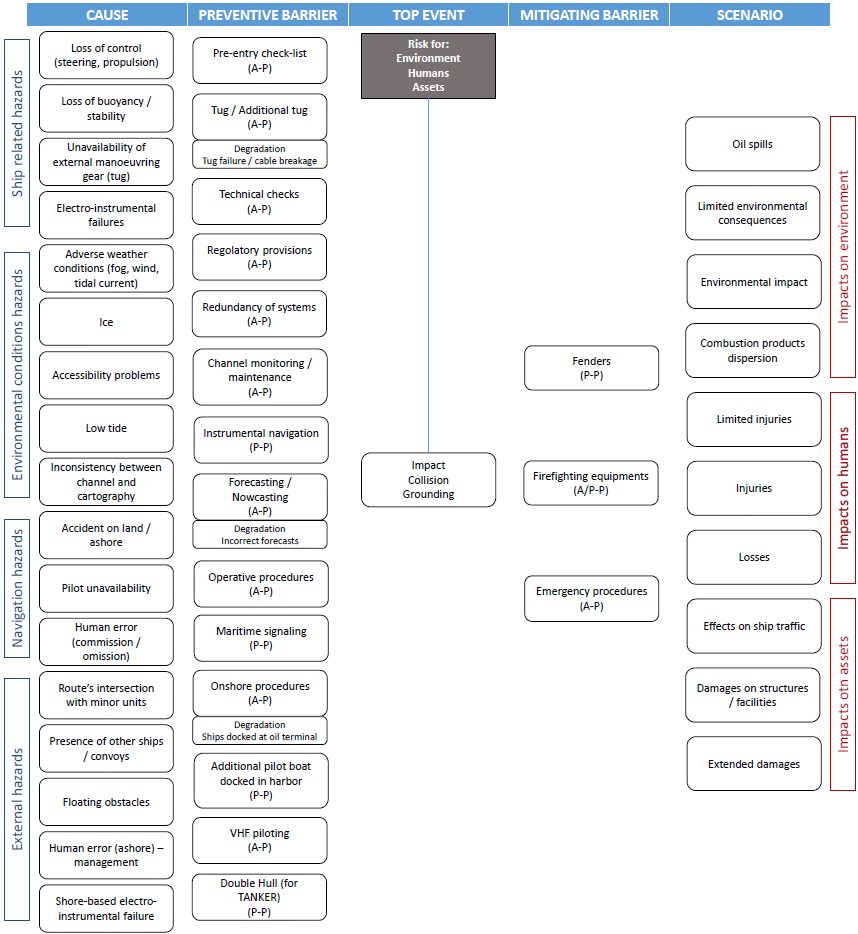 CAUSE
PREVENTIVE BARRIER
TOP EVENT
MITIGATING BARRIER
SCENARIO
Ship related hazards
Loss of control
(steering, propulsion)
Loss of buoyancy /
stability
Unavailability of
external manoeuvring
gear (tug)
Electro-instrumental
failures
Environmental conditions hazards
Adverse weather
conditions (fog, wind,
tidal current)
Ice
Accessibility problems
Low tide
Inconsistency between
channel and
cartography
Navigation hazards
Accident on land /
ashore
Pilot unavailability
Human error
(commission /
omission)
External hazards
Route's intersection
with minor units
Presence of other ships
/ convoys
Floating obstacles
Human error (ashore) –
management
Shore-based electro-
instrumental failure
Pre-entry check-list
(A-P)
Tug / Additional tug
(A-P)
Degradation
Tug failure / cable breakage
Technical checks
(A-P)
Regolatory provisions
(A-P)
Redundancy of systems
(A-P)
Channel monitoring /
maintenance
(A-P)
Instrumental navigation
(P-P)
Forecasting /
Nowcasting
(A-P)
Degradation
Incorrect forecasts
Operative procedures
(A-P)
Maritime signaling
(P-P)
Onshore procedures
(A-P)
Degradation
Ships docked at oil terminal
Additional pilot boat
docked in harbor
(P-P)
VHF piloting
(A-P)
Double Hull (for
TANKER)
(P-P)
Risk for:
Environment
Humans
Assets
Impact
Collision
Grounding
Fenders
(P-P)
Firefighting equipments
(A/P-P)
Emergency procedures
(A-P)
Oil spills
Limited environmental
consequences
Environmental impact
Combustion products
dispersion
Limited injuries
Injuries
Losses
Effects on ship traffic
Damages on structures
/ facilities
Extended damages
Impacts on environment
Impacts on humans
Impacts otn assets